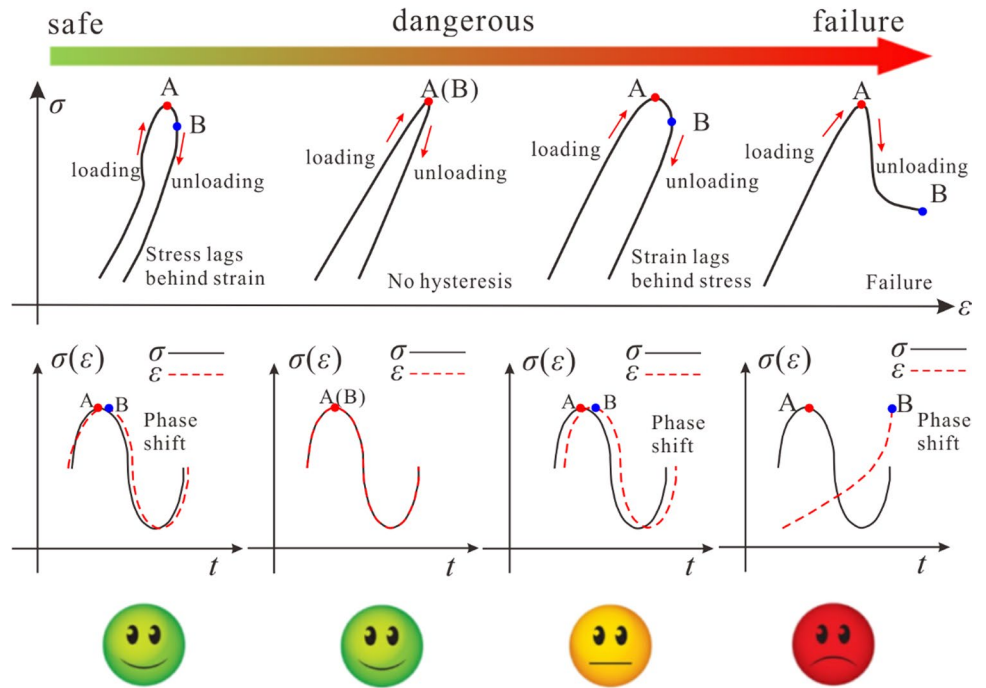 safe dangerous failure
σ
A
B
loading
unloading
Stress lags
behind strain
A(B)
loading
unloading
No hysteresis
A
B
loading
unloading
Strain lags
behind stress
A
loading
unloading
B
Failure
ε
σ(ε)
σ
ε
A B
Phase
shift
t
σ(ε)
σ
ε
A(B)
t
σ(ε)
σ
ε
A B
Phase
shift
t
σ(ε)
σ
ε
A B
Phase
shift
t